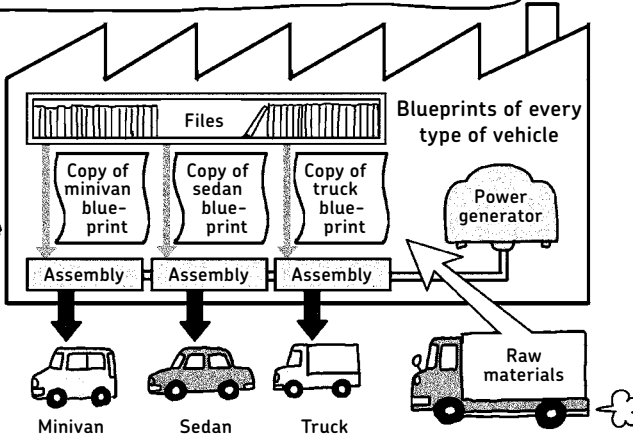 Files
Blueprints of every
type of vehicle
Copy of
minivan
blue-
print
Copy of
sedan
blue-
print
Copy of
truck
blue-
print
Power
generator
Assembly
Assembly
Assembly
Raw
materials
Minivan
Sedan
Truck